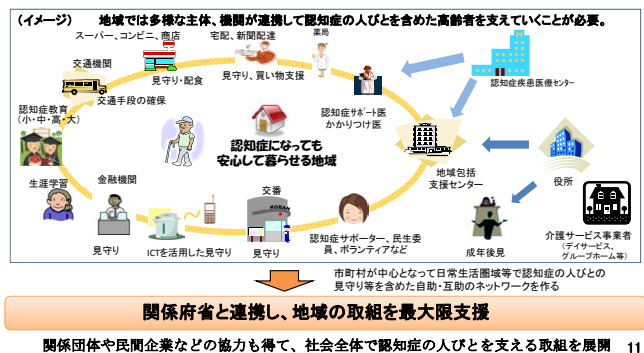 （イメージ） 地域では多様な主体、機関が連携して認知症の人びとを含めた高齢者を支えていくことが必要。
スーパー、コンビニ、商店
宅配、新聞配達
薬局
交通機関
見守り・配食
見守り、買い物支援
認知症疾患医療センター
交通手段の確保
認知症教育
（小・中・高・大）
認知症サポート医
かかりつけ医
認知症になっても
安心して暮らせる地域
生涯学習
金融機関
交番
KOBAN
地域包括
支援センター
役所
見守り
ICTを活用した見守り
見守り
認知症サポーター、民生委
員、ボランティアなど
成年後見
介護サービス事業者
（デイサービス、
グループホーム等）
市町村が中心となって日常生活圏域等で認知症の人びとの
見守り等を含めた自助・互助のネットワークを作る
関係府省と連携し、地域の取組を最大限支援
関係団体や民間企業などの協力も得て、社会全体で認知症の人びとを支える取組を展開
11